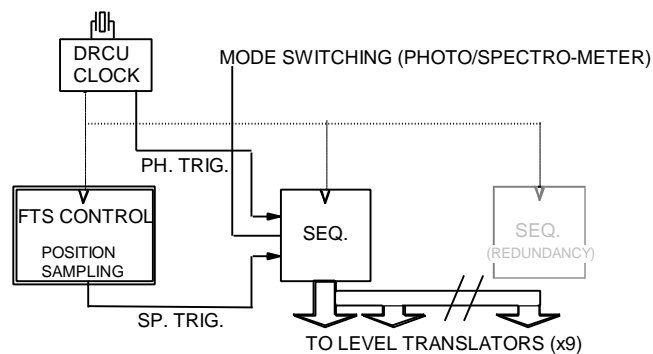 DRCU
CLOCK
MODE SWITCHING (PHOTO/SPECTRO-METER)
PH. TRIG.
FTS CONTROL
POSITION
SAMPLING
SEQ.
SEQ.
(REDUNDANCY)
SP. TRIG.
TO LEVEL TRANSLATORS (x9)